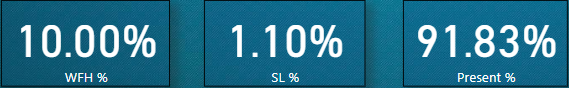 10.00% 1.10% 91.83%
WFH % SL % Present %